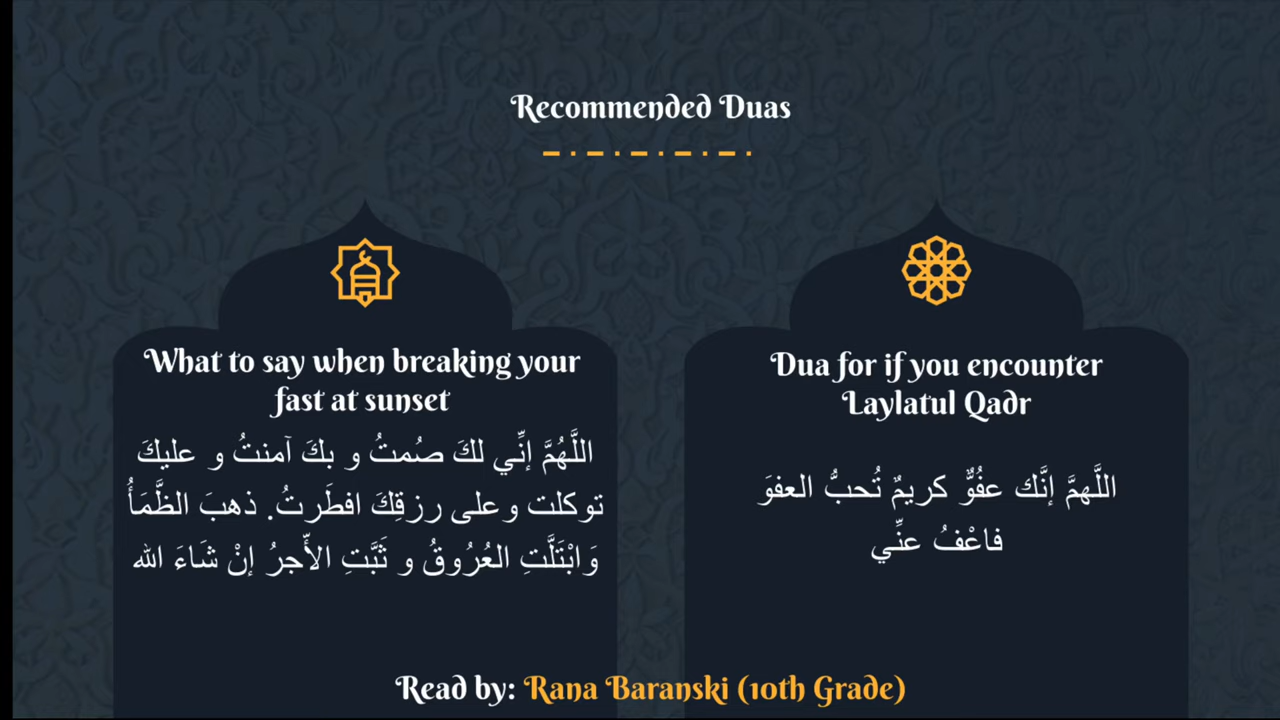 Recommended Duas
What to say when breaking your
fast at sunset
اللَّهُمَّ إنِّي لكَ صُمتُ و بكَ آمنتُ و عليكَ
توكلت وعلى رزقِكَ افطَرتُ. ذهبَ الظَّمَأُ
وَابْتَلَّتِ العُرُوقُ و ثَبَّتِ الأّجرُ إنْ شَاءَ الله
Dua for if you encounter
Laylatul Qadr
اللَّهمَّ إنَّك عفُوٌّ كريمٌ تُحبُّ العفوَ
فاعْفُ عنِّي
Read by: Rana Baranski (10th Grade)